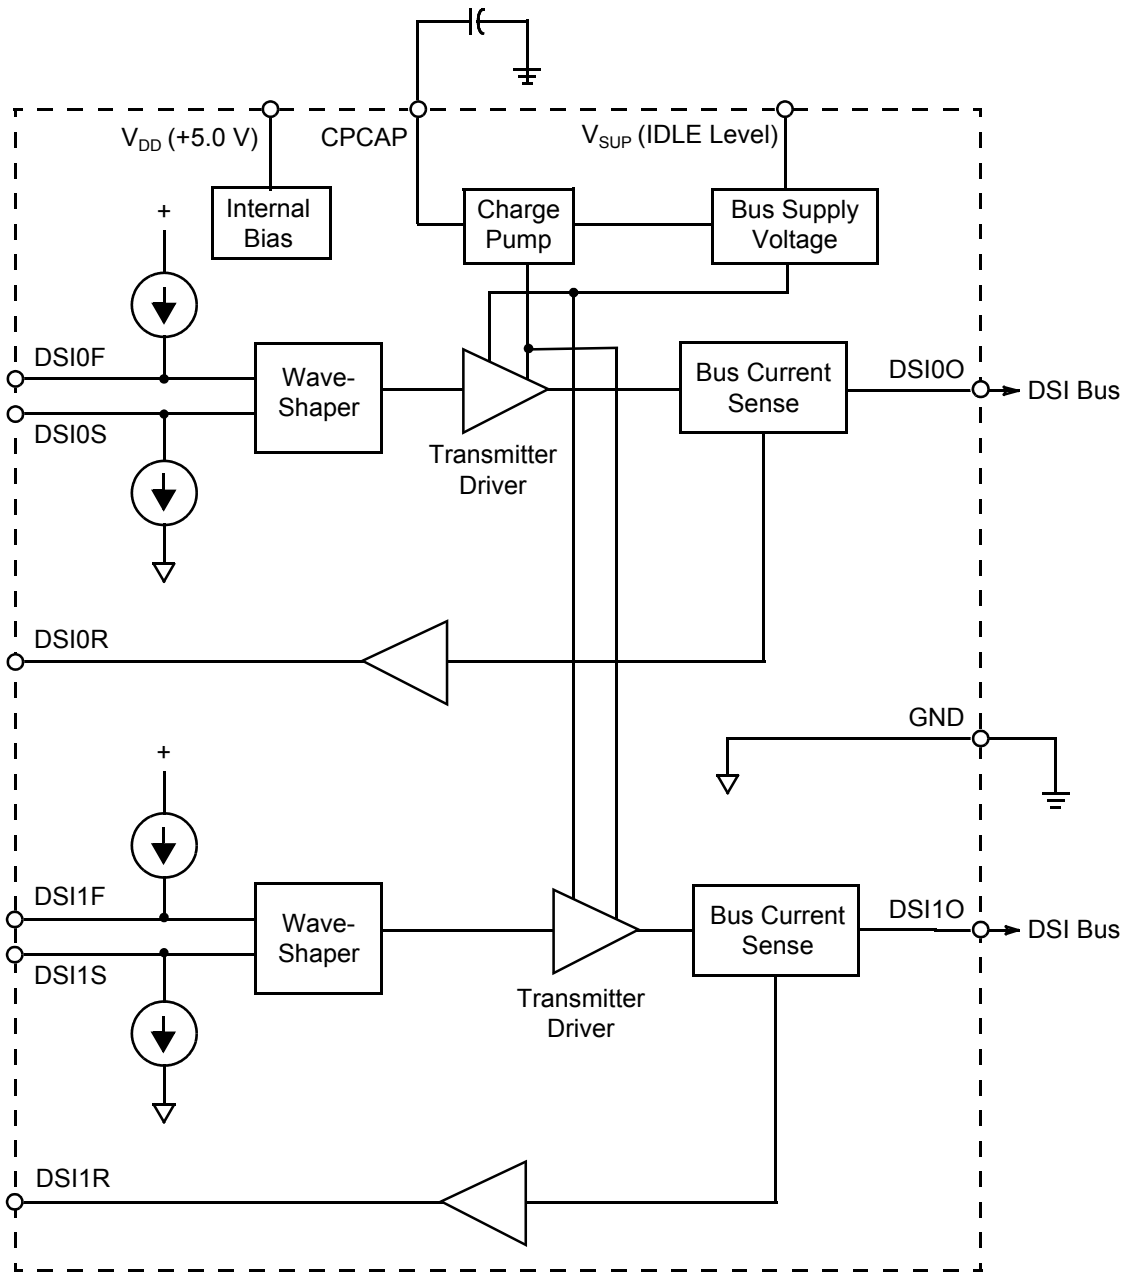 V_DD (+5.0 V)
CPCAP
V_SUP (IDLE Level)
+
Internal
Bias
Charge
Pump
Bus Supply
Voltage
DSI0F
DSI0S
Wave-
Shaper
Transmitter
Driver
Bus Current
Sense
DSI0O
DSI Bus
DSI0R
GND
+
DSI1F
DSI1S
Wave-
Shaper
Transmitter
Driver
Bus Current
Sense
DSI1O
DSI Bus
DSI1R